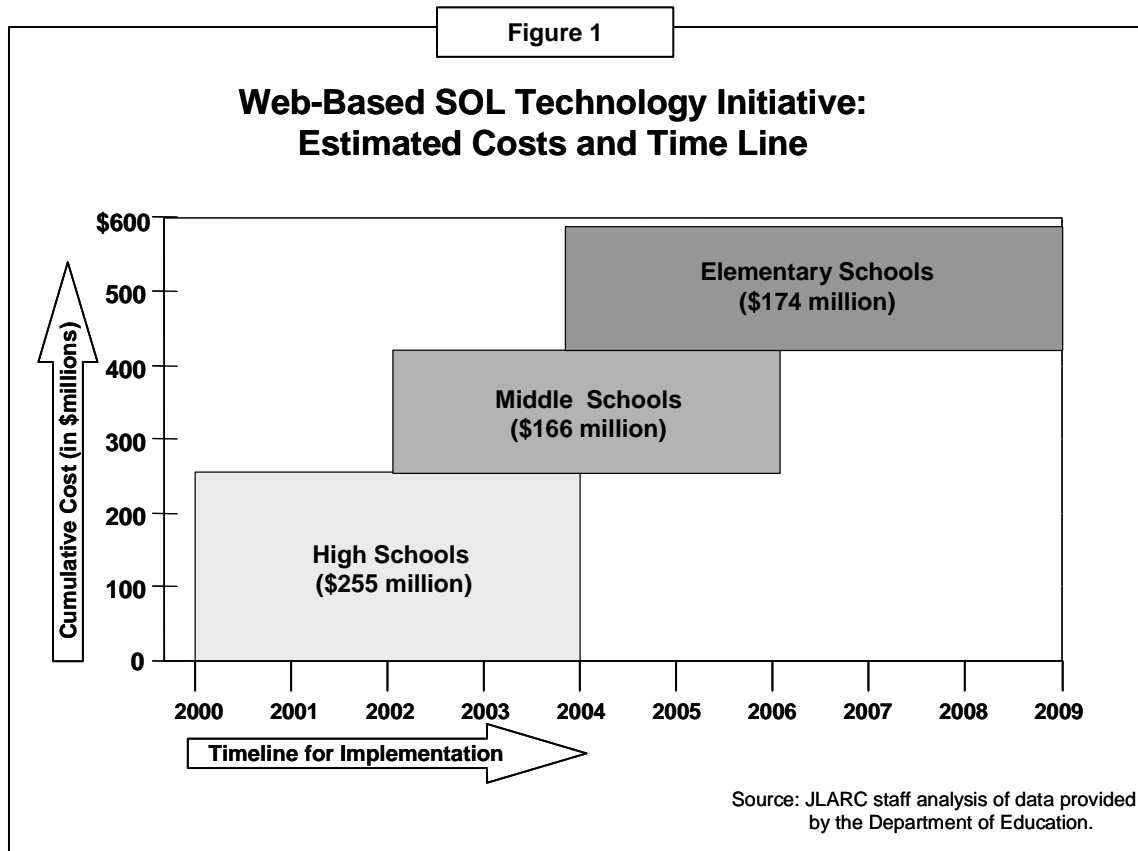 Figure 1
Web-Based SOL Technology Initiative:
Estimated Costs and Time Line
$600
500
400
300
200
100
0
Cumulative Cost (in $millions)
Elementary Schools
($174 million)
Middle Schools
($166 million)
High Schools
($255 million)
2000 2001 2002 2003 2004 2005 2006 2007 2008 2009
Timeline for Implementation
Source: JLARC staff analysis of data provided
by the Department of Education.